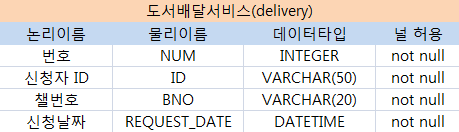 도서배달서비스(delivery)
논리이름 물리이름 데이터타입 널 허용
번호 NUM INTEGER not null
신청자 ID ID VARCHAR(50) not null
챌번호 BNO VARCHAR(20) not null
신청날짜 REQUEST_DATE DATETIME not null